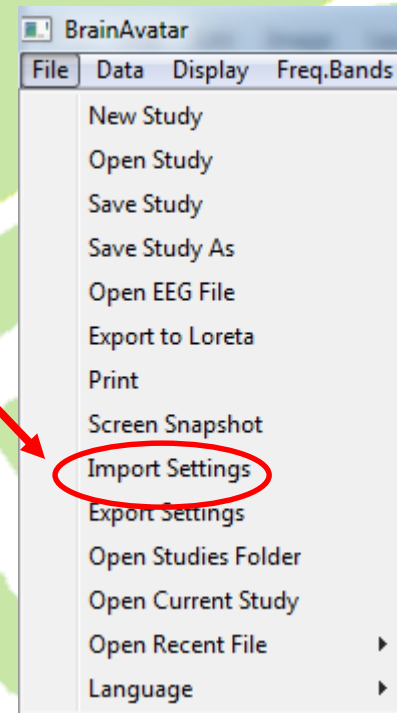 BrainAvatar
File Data Display Freq.Bands
New Study
Open Study
Save Study
Save Study As
Open EEG File
Export to Loreta
Print
Screen Snapshot
Import Settings
Export Settings
Open Studies Folder
Open Current Study
Open Recent File
Language